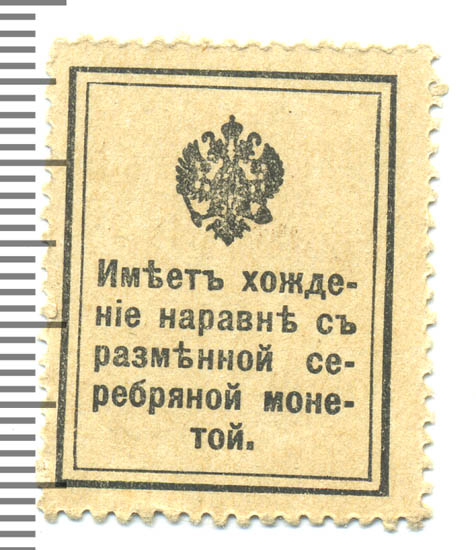 Имѣетъ хожде-
ніе наравнѣ съ
размѣнной се-
ребряной моне-
той.